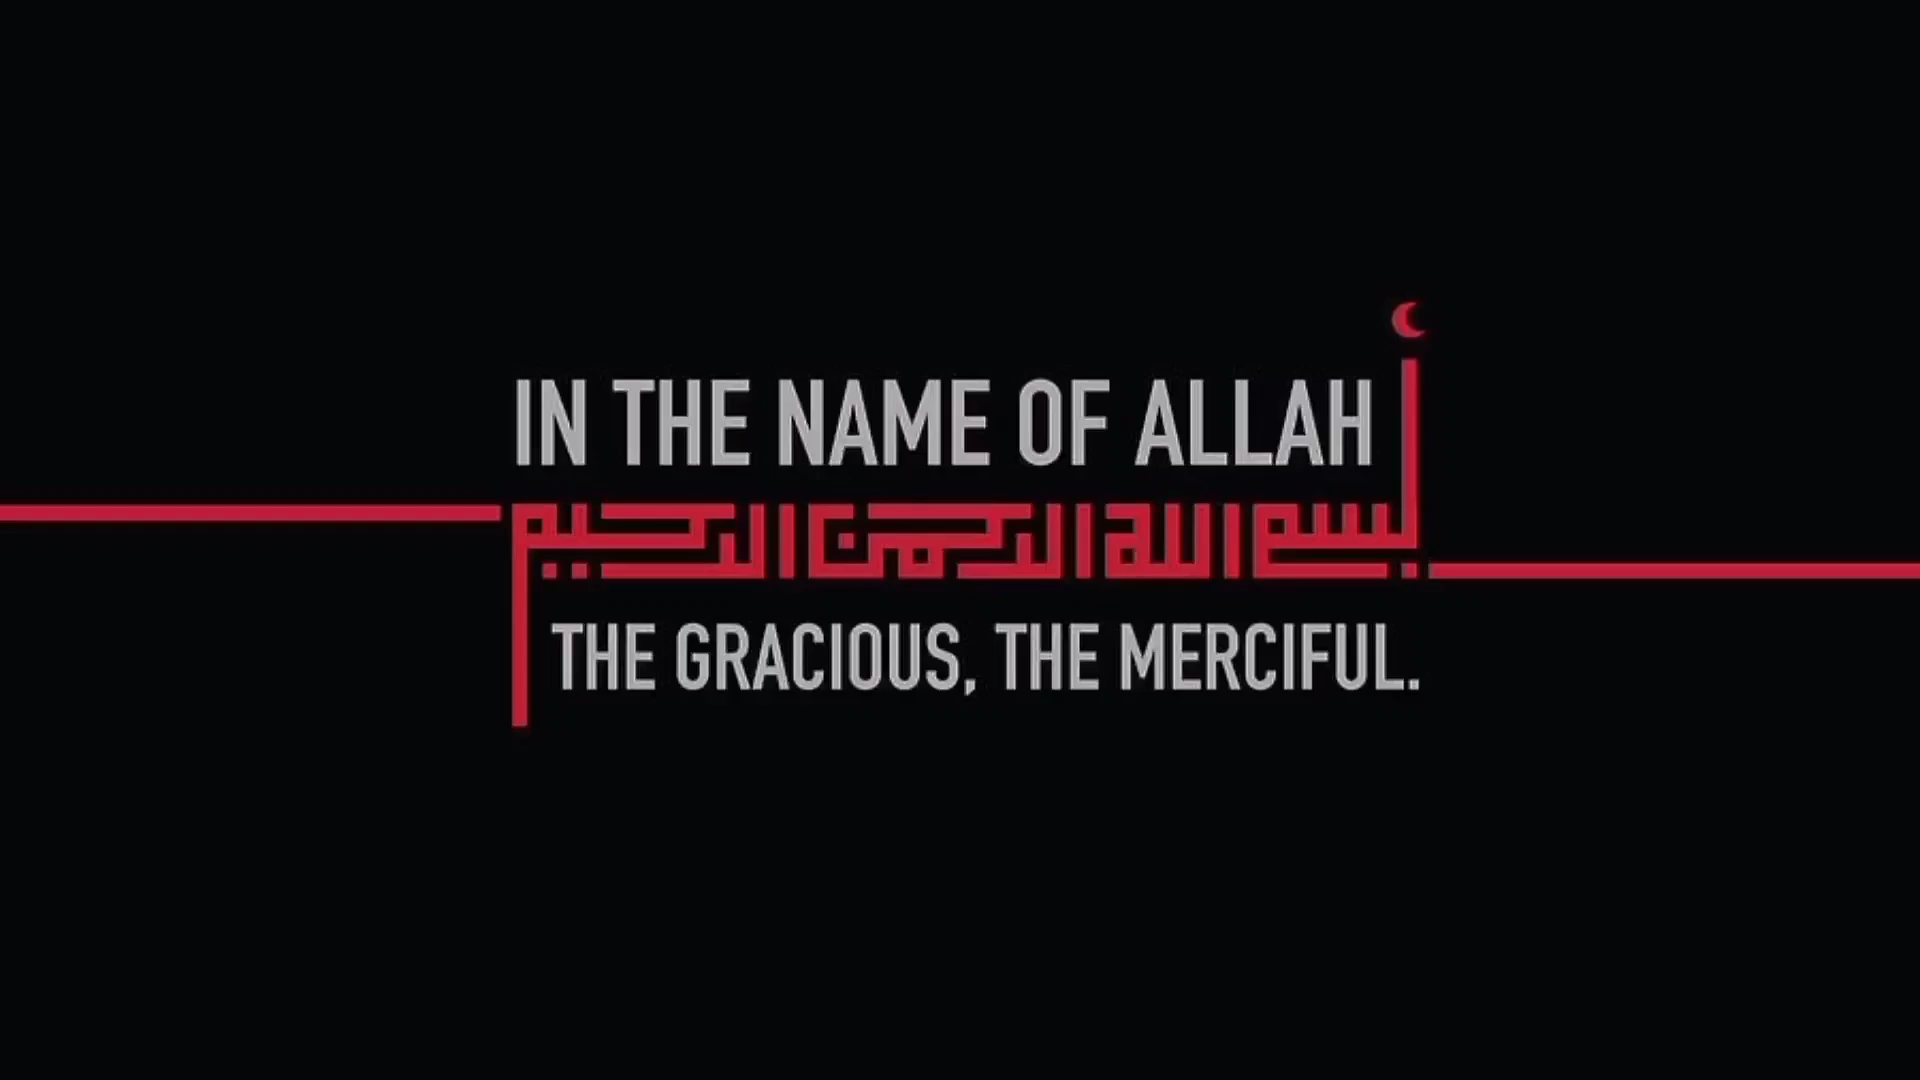 IN THE NAME OF ALLAH
بسم الله الرحمن الرحيم
THE GRACIOUS, THE MERCIFUL.